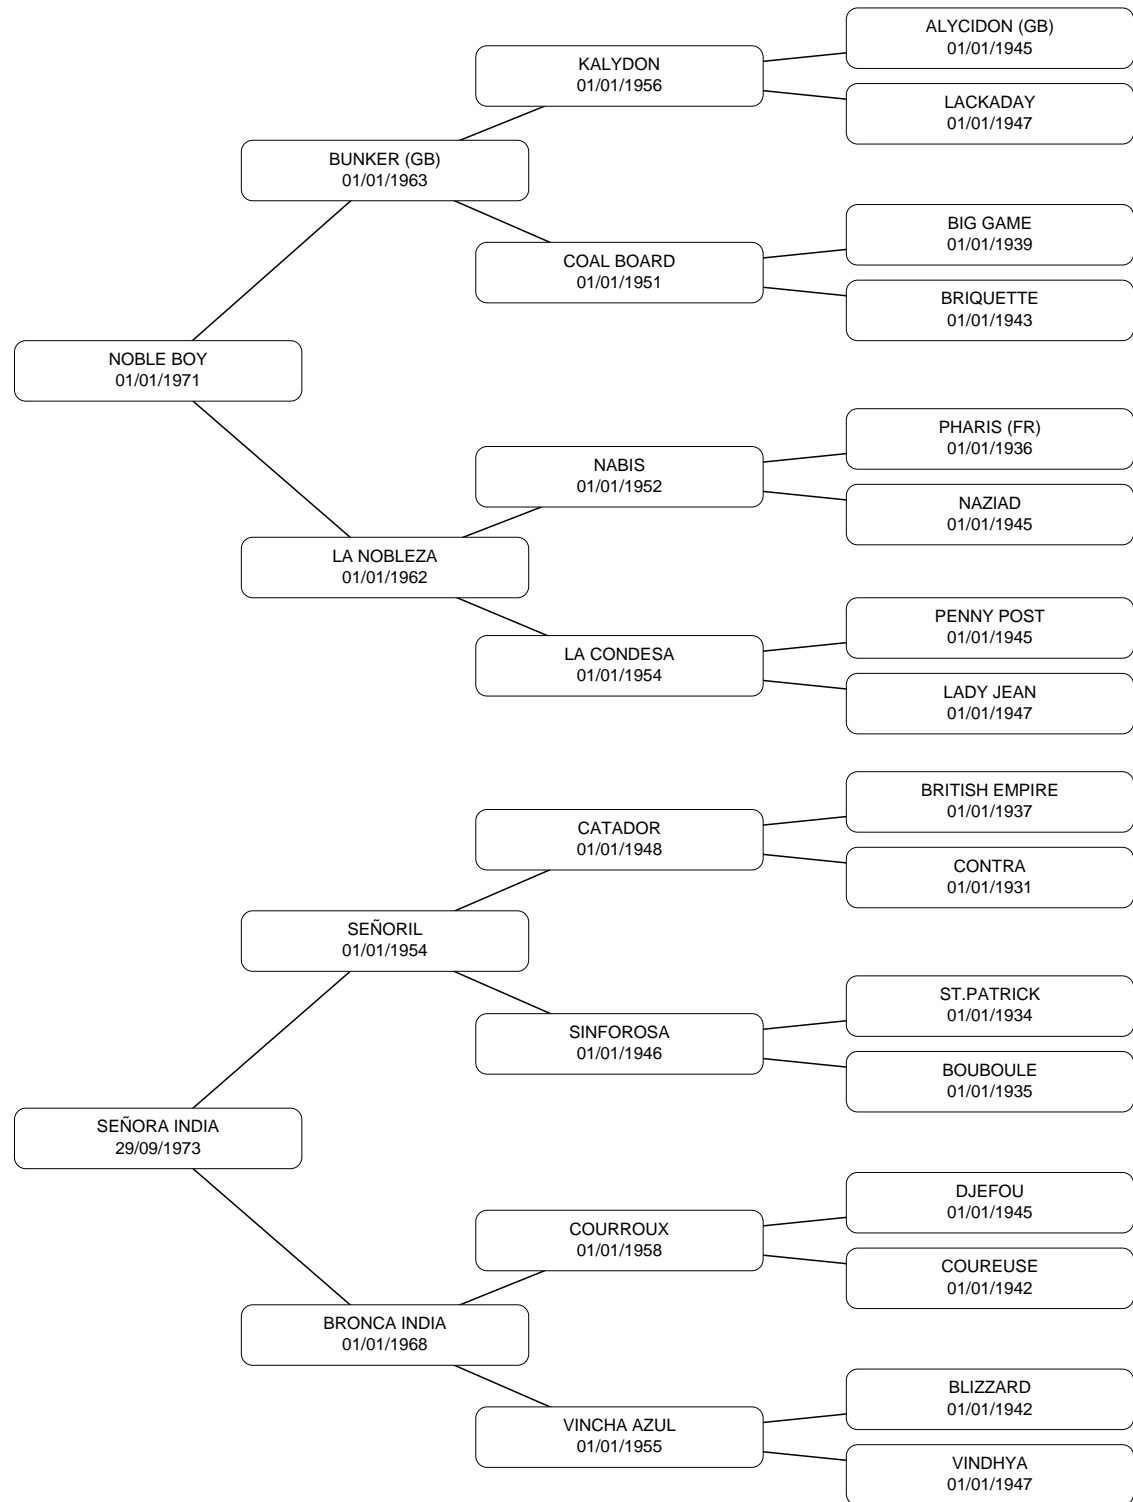 ALYCIDON (GB)
01/01/1945
KALYDON
01/01/1956
LACKADAY
01/01/1947
BUNKER (GB)
01/01/1963
BIG GAME
01/01/1939
COAL BOARD
01/01/1951
BRIQUETTE
01/01/1943
NOBLE BOY
01/01/1971
PHARIS (FR)
01/01/1936
NABIS
01/01/1952
NAZIAD
01/01/1945
LA NOBLEZA
01/01/1962
PENNY POST
01/01/1945
LA CONDESA
01/01/1954
LADY JEAN
01/01/1947
BRITISH EMPIRE
01/01/1937
CATADOR
01/01/1948
CONTRA
01/01/1931
SEÑORIL
01/01/1954
ST.PATRICK
01/01/1934
SINFOROSA
01/01/1946
BOUBOULE
01/01/1935
SEÑORA INDIA
29/09/1973
DJEFOU
01/01/1945
COURROUX
01/01/1958
COUREUSE
01/01/1942
BRONCA INDIA
01/01/1968
BLIZZARD
01/01/1942
VINCHA AZUL
01/01/1955
VINDHYA
01/01/1947